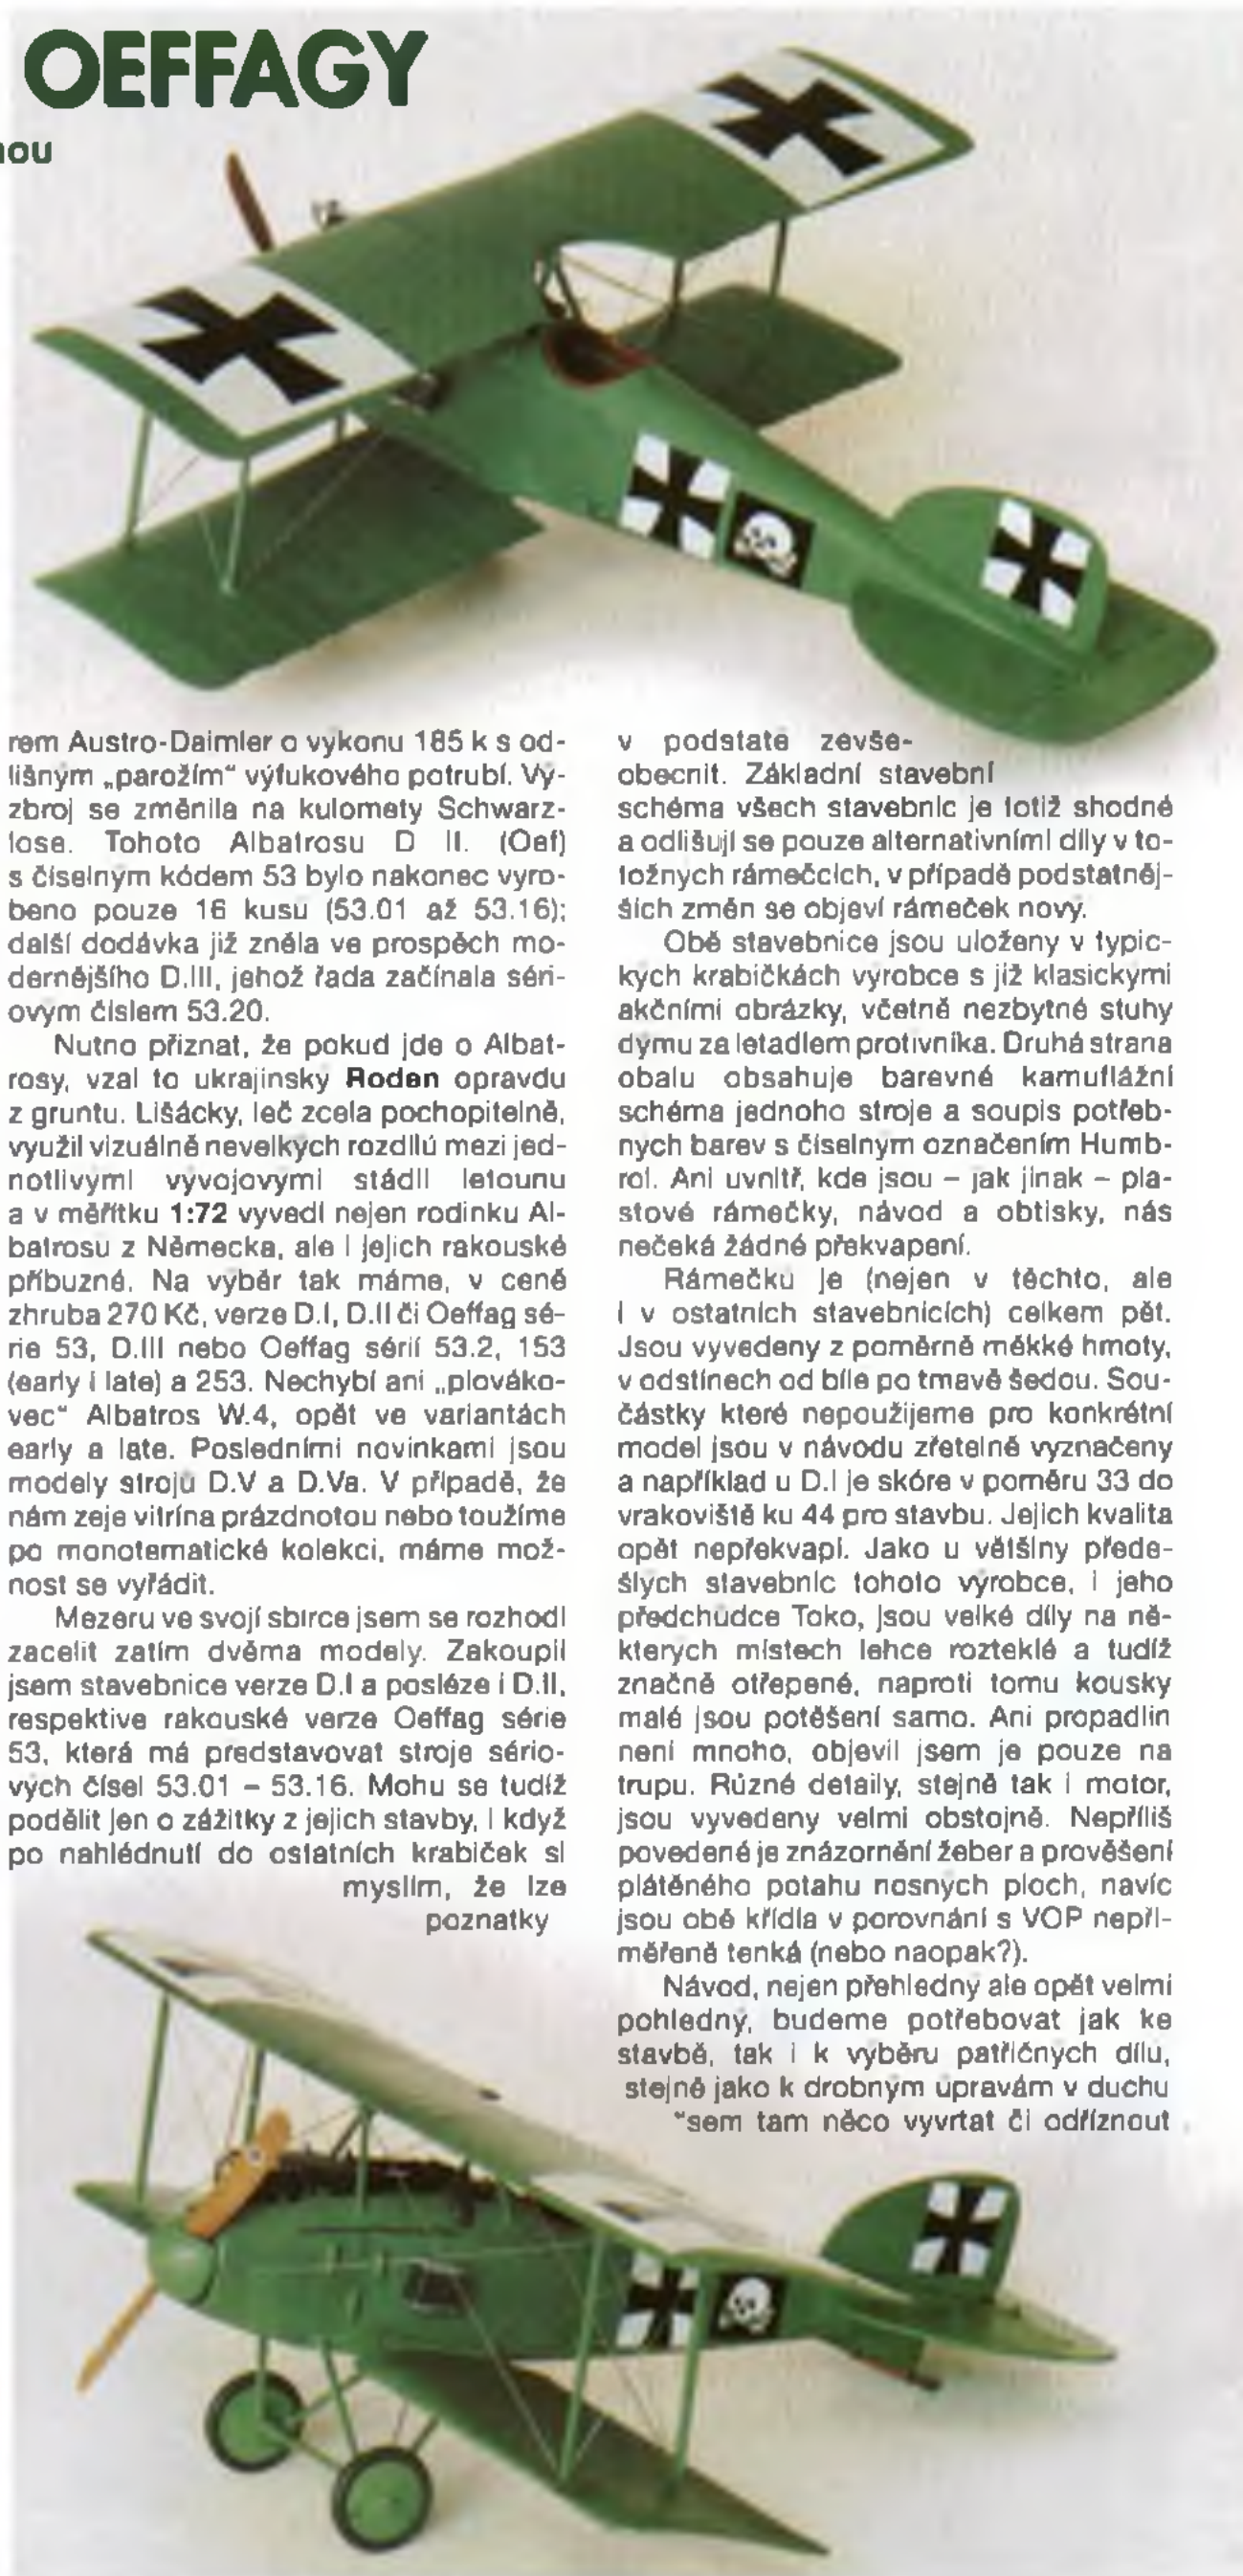 OEFFAGY
nou
rem Austro-Daimler o výkonu 185 k s od-
lišným „parožím“ výfukového potrubí. Vý-
zbroj se změnila na kulomety Schwarz-
lose. Tohoto Albatrosu D II. (Oef)
s číselným kódem 53 bylo nakonec vyro-
beno pouze 16 kusů (53.01 až 53.16);
další dodávka již zněla ve prospěch mo-
dernějšího D.III, jehož řada začínala séri-
ovým číslem 53.20.
Nutno přiznat, že pokud jde o Albat-
rosy, vzal to ukrajinský Roden opravdu
z gruntu. Lišácky, leč zcela pochopitelně,
využil vizuálně nevelkých rozdílů mezi jed-
notlivými vývojovými stádii letounu
a v měřítku 1:72 vyvedl nejen rodinku Al-
batrosů z Německa, ale i jejich rakouské
příbuzné. Na výběr tak máme, v ceně
zhruba 270 Kč, verze D.I, D.II či Oeffag sé-
rie 53, D.III nebo Oeffag sérií 53.2, 153
(early i late) a 253. Nechybí ani „plováko-
vec“ Albatros W.4, opět ve variantách
early a late. Posledními novinkami jsou
modely strojů D.V a D.Va. V případě, že
nám zeje vitrína prázdnotou nebo toužíme
po monotematické kolekci, máme mož-
nost se vyřádit.
Mezeru ve svojí sbírce jsem se rozhodl
zacelit zatím dvěma modely. Zakoupil
jsem stavebnice verze D.I a posléze i D.II,
respektive rakouské verze Oeffag série
53, která má představovat stroje sério-
vých čísel 53.01 – 53.16. Mohu se tudíž
podělit jen o zážitky z jejich stavby, i když
po nahlédnutí do ostatních krabiček si
myslím, že lze
poznatky
v podstatě zevše-
obecnit. Základní stavební
schéma všech stavebnic je totiž shodné
a odlišují se pouze alternativními díly v to-
tožných rámečcích, v případě podstatněj-
ších změn se objeví rámeček nový.
Obě stavebnice jsou uloženy v typic-
kých krabičkách výrobce s již klasickými
akčními obrázky, včetně nezbytné stuhy
dýmu za letadlem protivníka. Druhá strana
obalu obsahuje barevné kamuflážní
schéma jednoho stroje a soupis potřeb-
ných barev s číselným označením Humb-
rol. Ani uvnitř, kde jsou – jak jinak – pla-
stové rámečky, návod a obtisky, nás
nečeká žádné překvapení.
Rámečků je (nejen v těchto, ale
i v ostatních stavebnicích) celkem pět.
Jsou vyvedeny z poměrně měkké hmoty,
v odstínech od bílé po tmavě šedou. Sou-
částky které nepoužijeme pro konkrétní
model jsou v návodu zřetelně vyznačeny
a například u D.I je skóre v poměru 33 do
vrakoviště ku 44 pro stavbu. Jejich kvalita
opět nepřekvapí. Jako u většiny přede-
šlých stavebnic tohoto výrobce, i jeho
předchůdce Toko, jsou velké díly na ně-
kterých místech lehce rozteklé a tudíž
značně otřepené, naproti tomu kousky
malé jsou potěšení samo. Ani propadlin
není mnoho, objevil jsem je pouze na
trupu. Různé detaily, stejně tak i motor,
jsou vyvedeny velmi obstojně. Nepříliš
povedené je znázornění žeber a prověšení
plátěného potahu nosných ploch, navíc
jsou obě křídla v porovnání s VOP nepři-
měřeně tenká (nebo naopak?).
Návod, nejen přehledný ale opět velmi
pohledný, budeme potřebovat jak ke
stavbě, tak i k výběru patřičných dílů,
stejně jako k drobným úpravám v duchu
“sem tam něco vyvrtat či odříznout